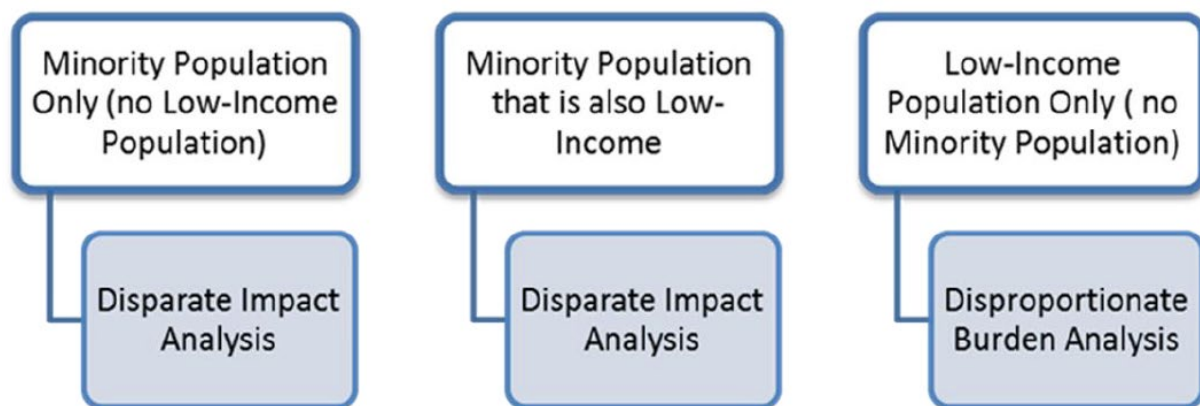 Minority Population
Only (no Low-Income
Population)
Disparate Impact
Analysis
Minority Population
that is also Low-
Income
Disparate Impact
Analysis
Low-Income
Population Only ( no
Minority Population)
Disproportionate
Burden Analysis